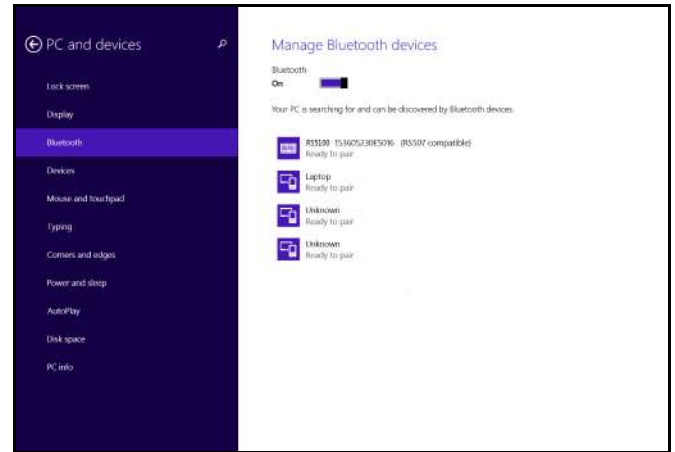 PC and devices
Lock screen
Display
Bluetooth
Devices
Mouse and touchpad
Typing
Corners and edges
Power and sleep
AutoPlay
Disk space
PC info
Manage Bluetooth devices
Bluetooth
On
Your PC is searching for and can be discovered by Bluetooth devices.
RS5100 153605230E5016 (RS507 compatible)
Ready to pair
Laptop
Ready to pair
Unknown
Ready to pair
Unknown
Ready to pair